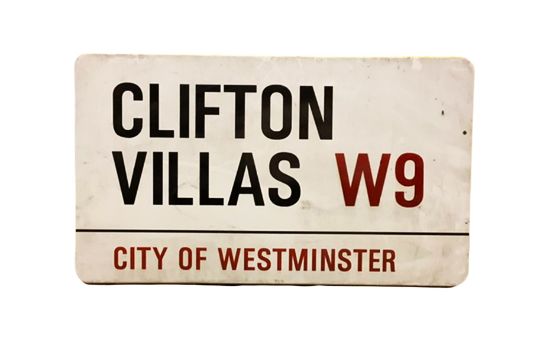 CLIFTON
VILLAS W9
CITY OF WESTMINSTER